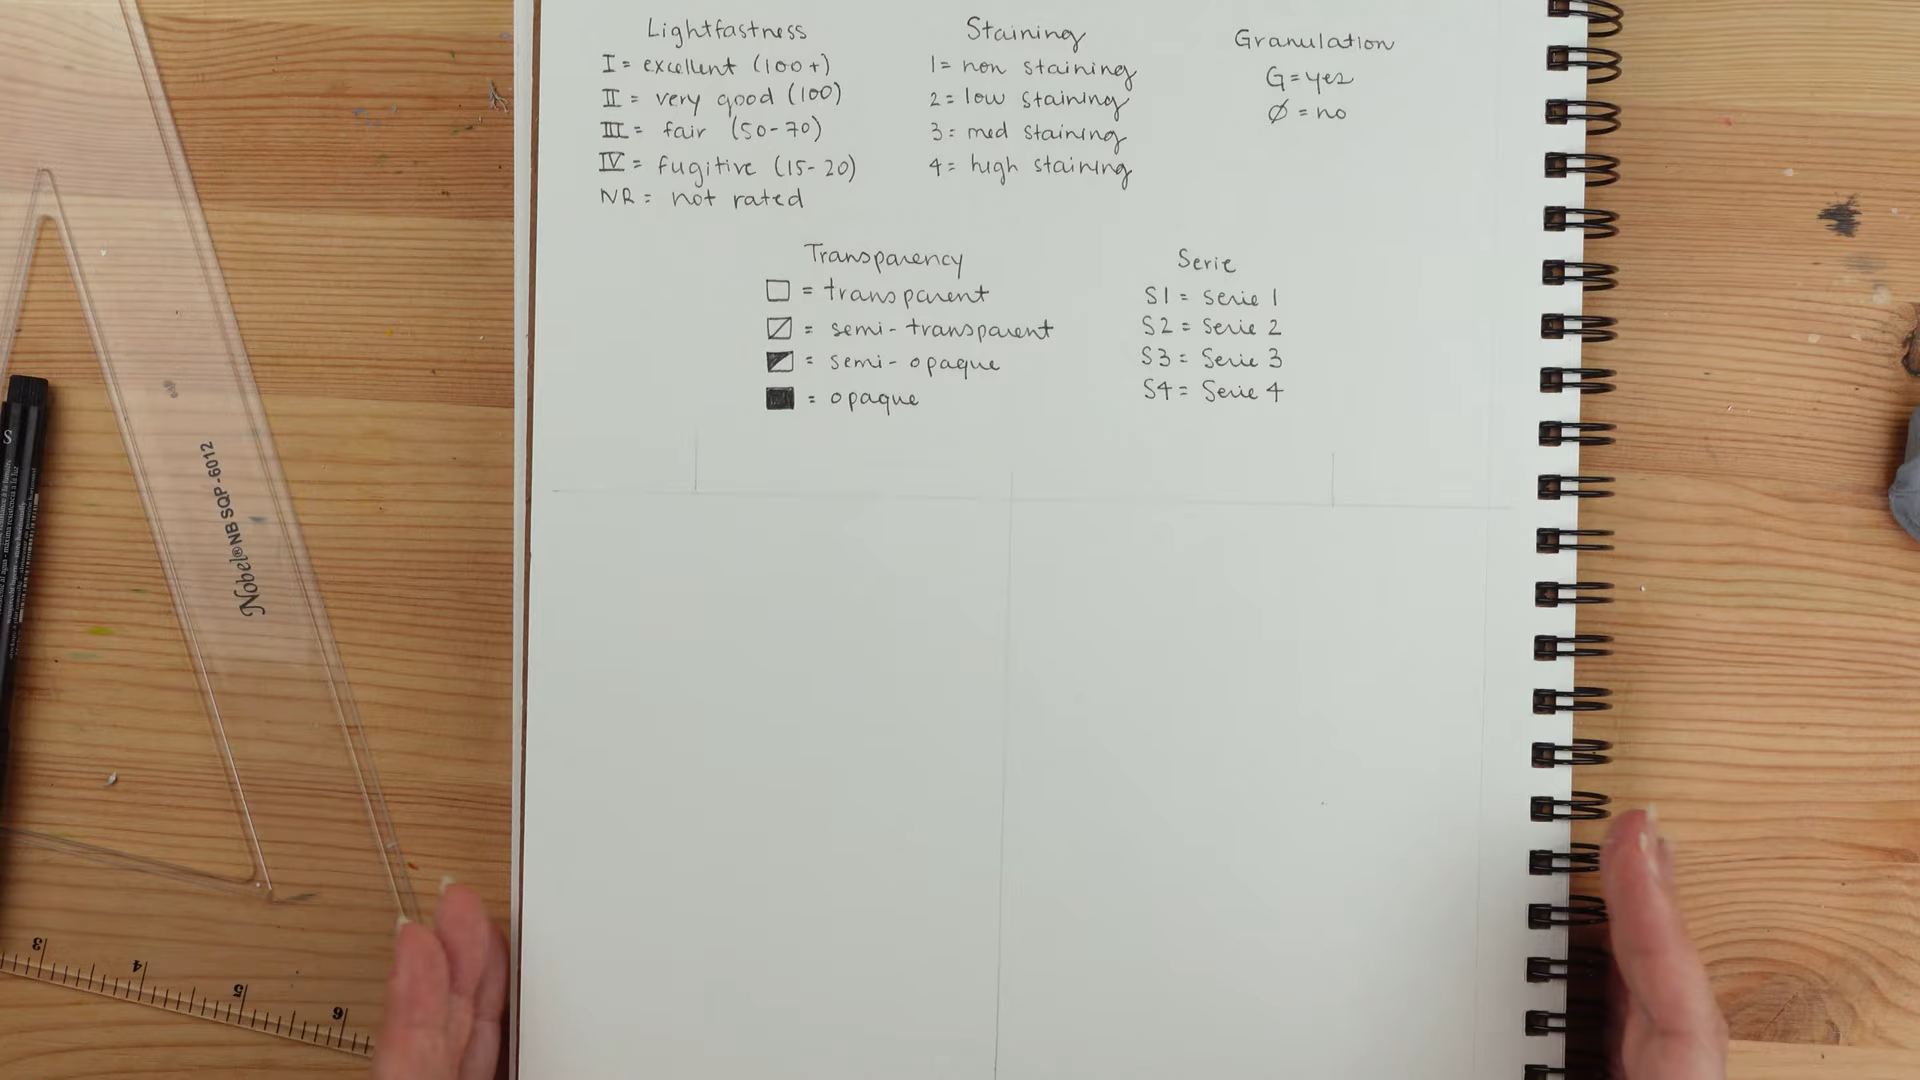 Lightfastness
I = excellent (100+)
II = very good (100)
III = fair (50-70)
IV = fugitive (15-20)
NR = not rated
Staining
1 = non staining
2 = low staining
3 = med staining
4 = high staining
Granulation
G = yes
Ø = no
Transparency
= transparent
= semi-transparent
= semi-opaque
= opaque
Serie
S1 = serie 1
S2 = Serie 2
S3 = Serie 3
S4 = Serie 4
Nobel® NB SQP-6012
S
3 4 5 6